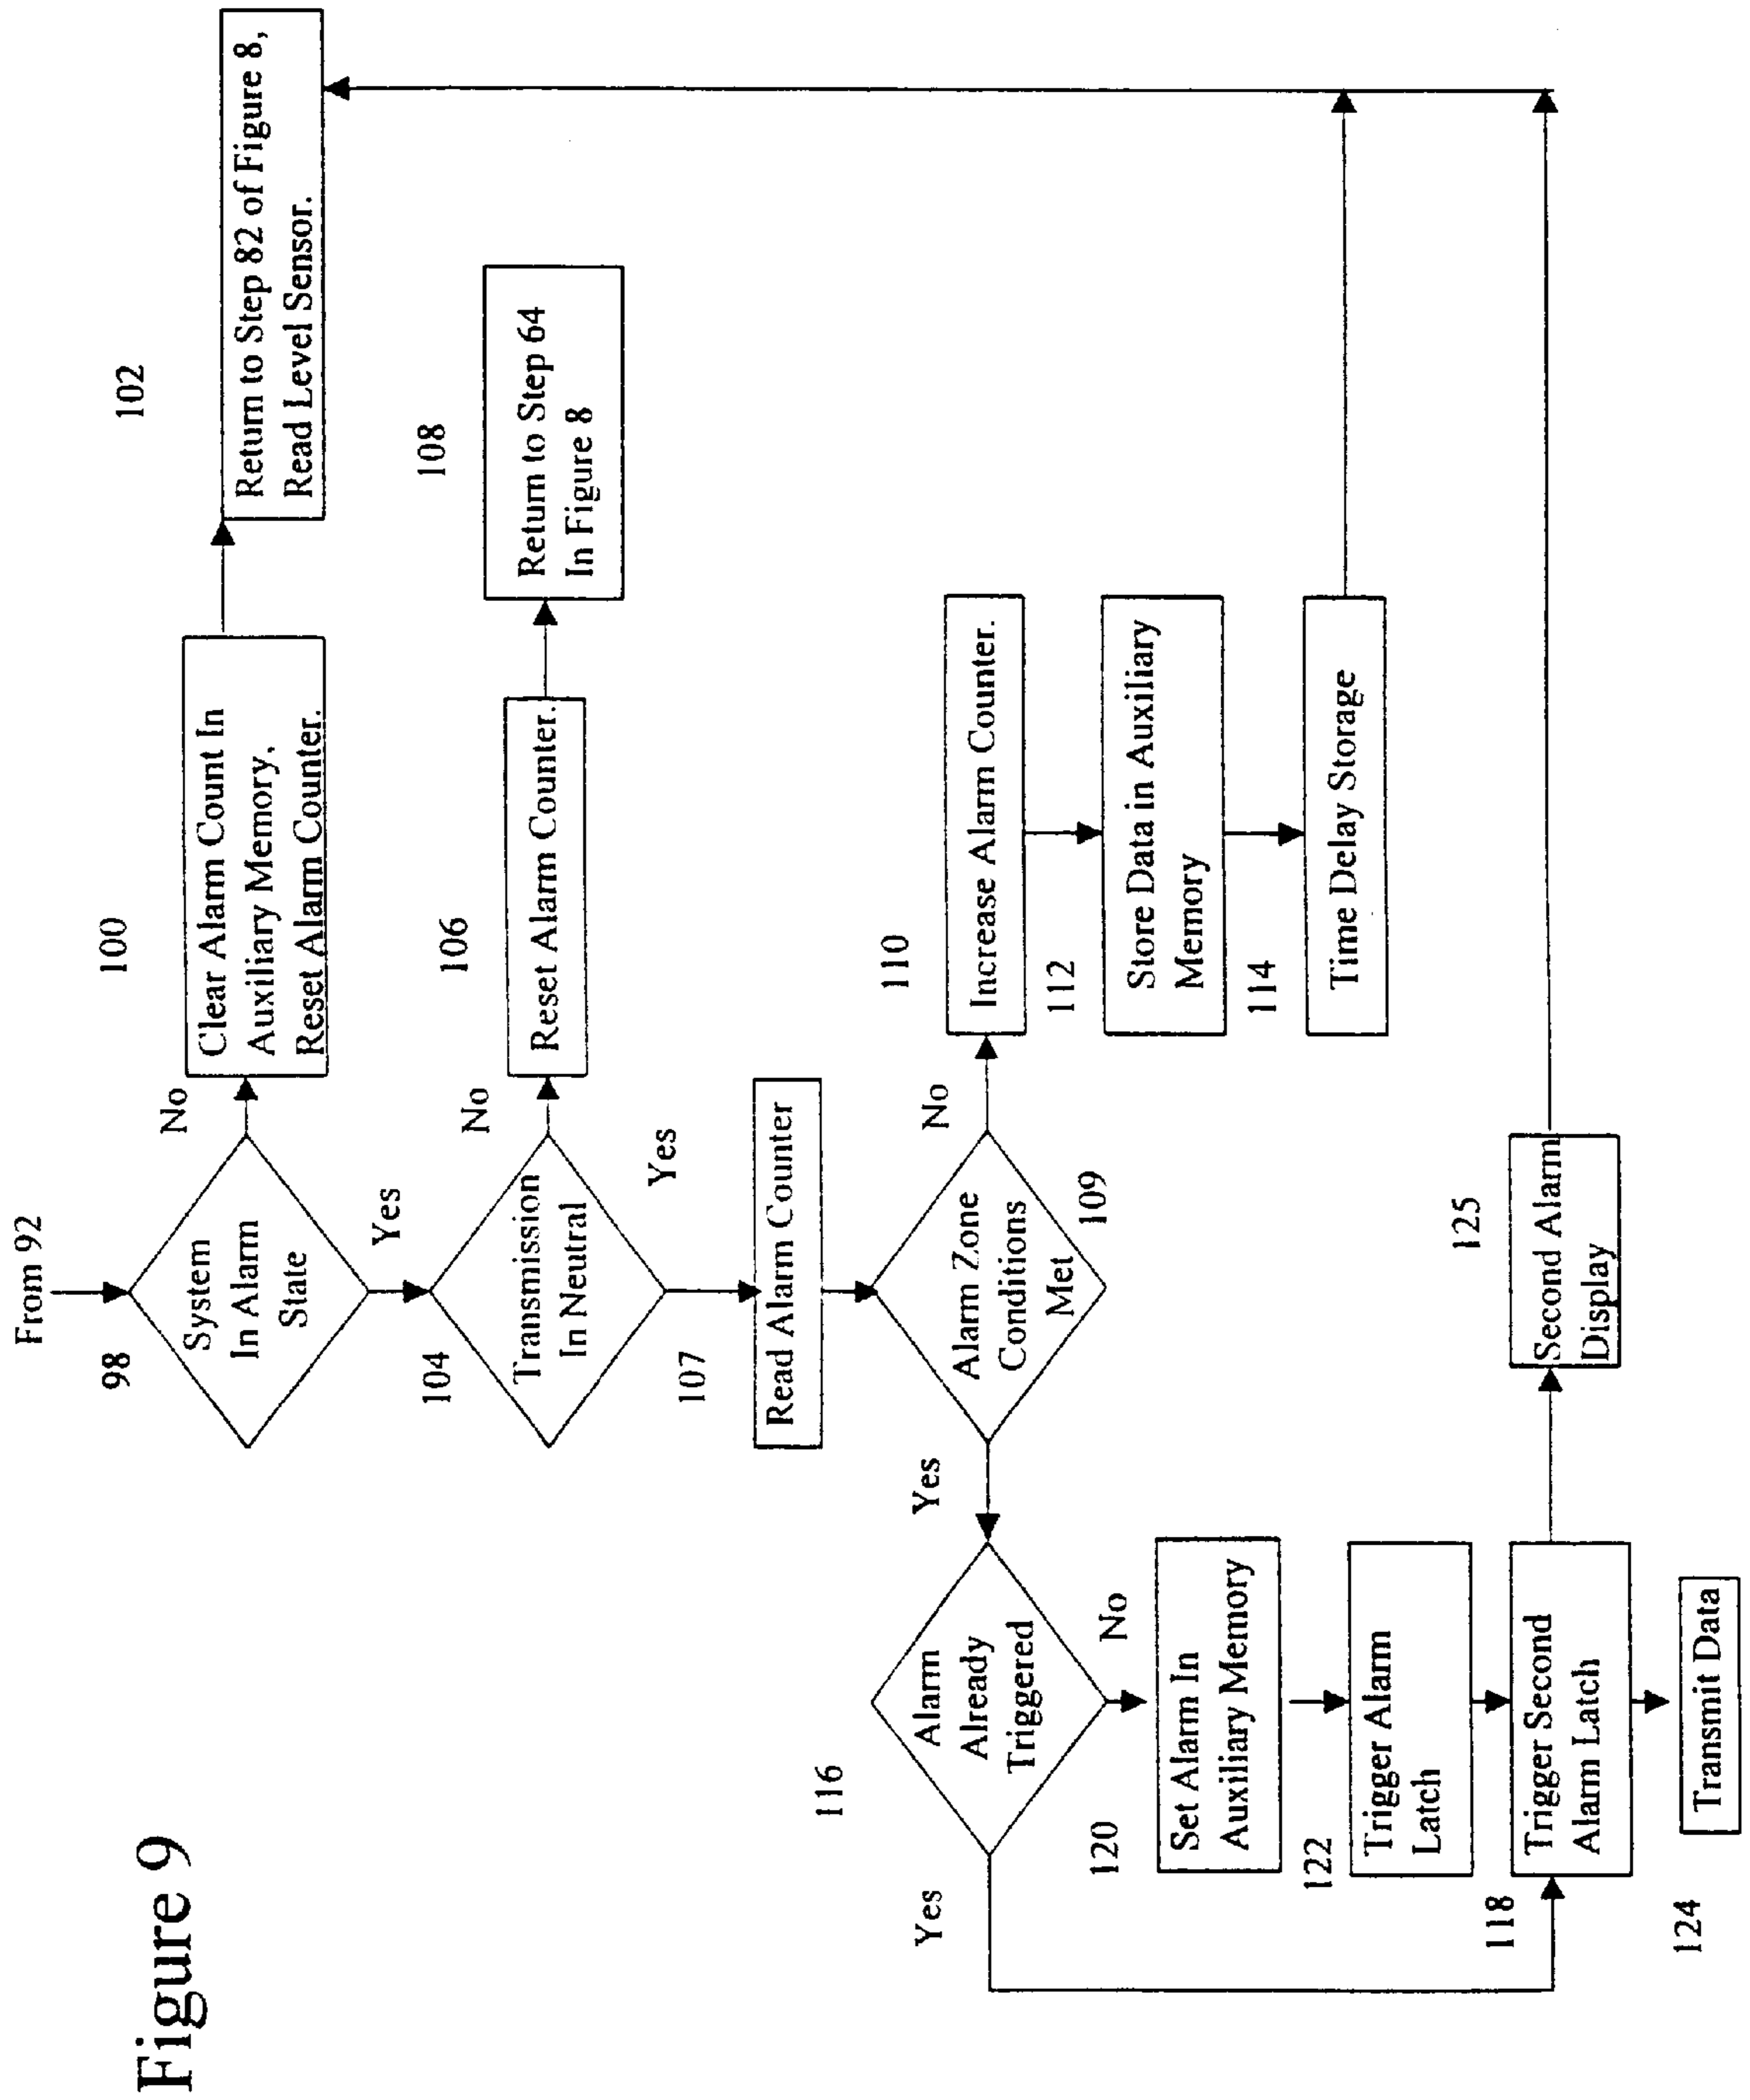 Figure 9
From 92
98
System
In Alarm
State
No
100
Clear Alarm Count In
Auxiliary Memory,
Reset Alarm Counter.
102
Return to Step 82 of Figure 8,
Read Level Sensor.
Yes
104
Transmission
In Neutral
No
106
Reset Alarm Counter.
108
Return to Step 64
In Figure 8
Yes
107
Read Alarm Counter
109
Alarm Zone
Conditions
Met
No
110
Increase Alarm Counter.
112
Store Data in Auxiliary
Memory
114
Time Delay Storage
Yes
116
Alarm
Already
Triggered
No
120
Set Alarm In
Auxiliary Memory
122
Trigger Alarm
Latch
Yes
118
Trigger Second
Alarm Latch
125
Second Alarm
Display
124
Transmit Data